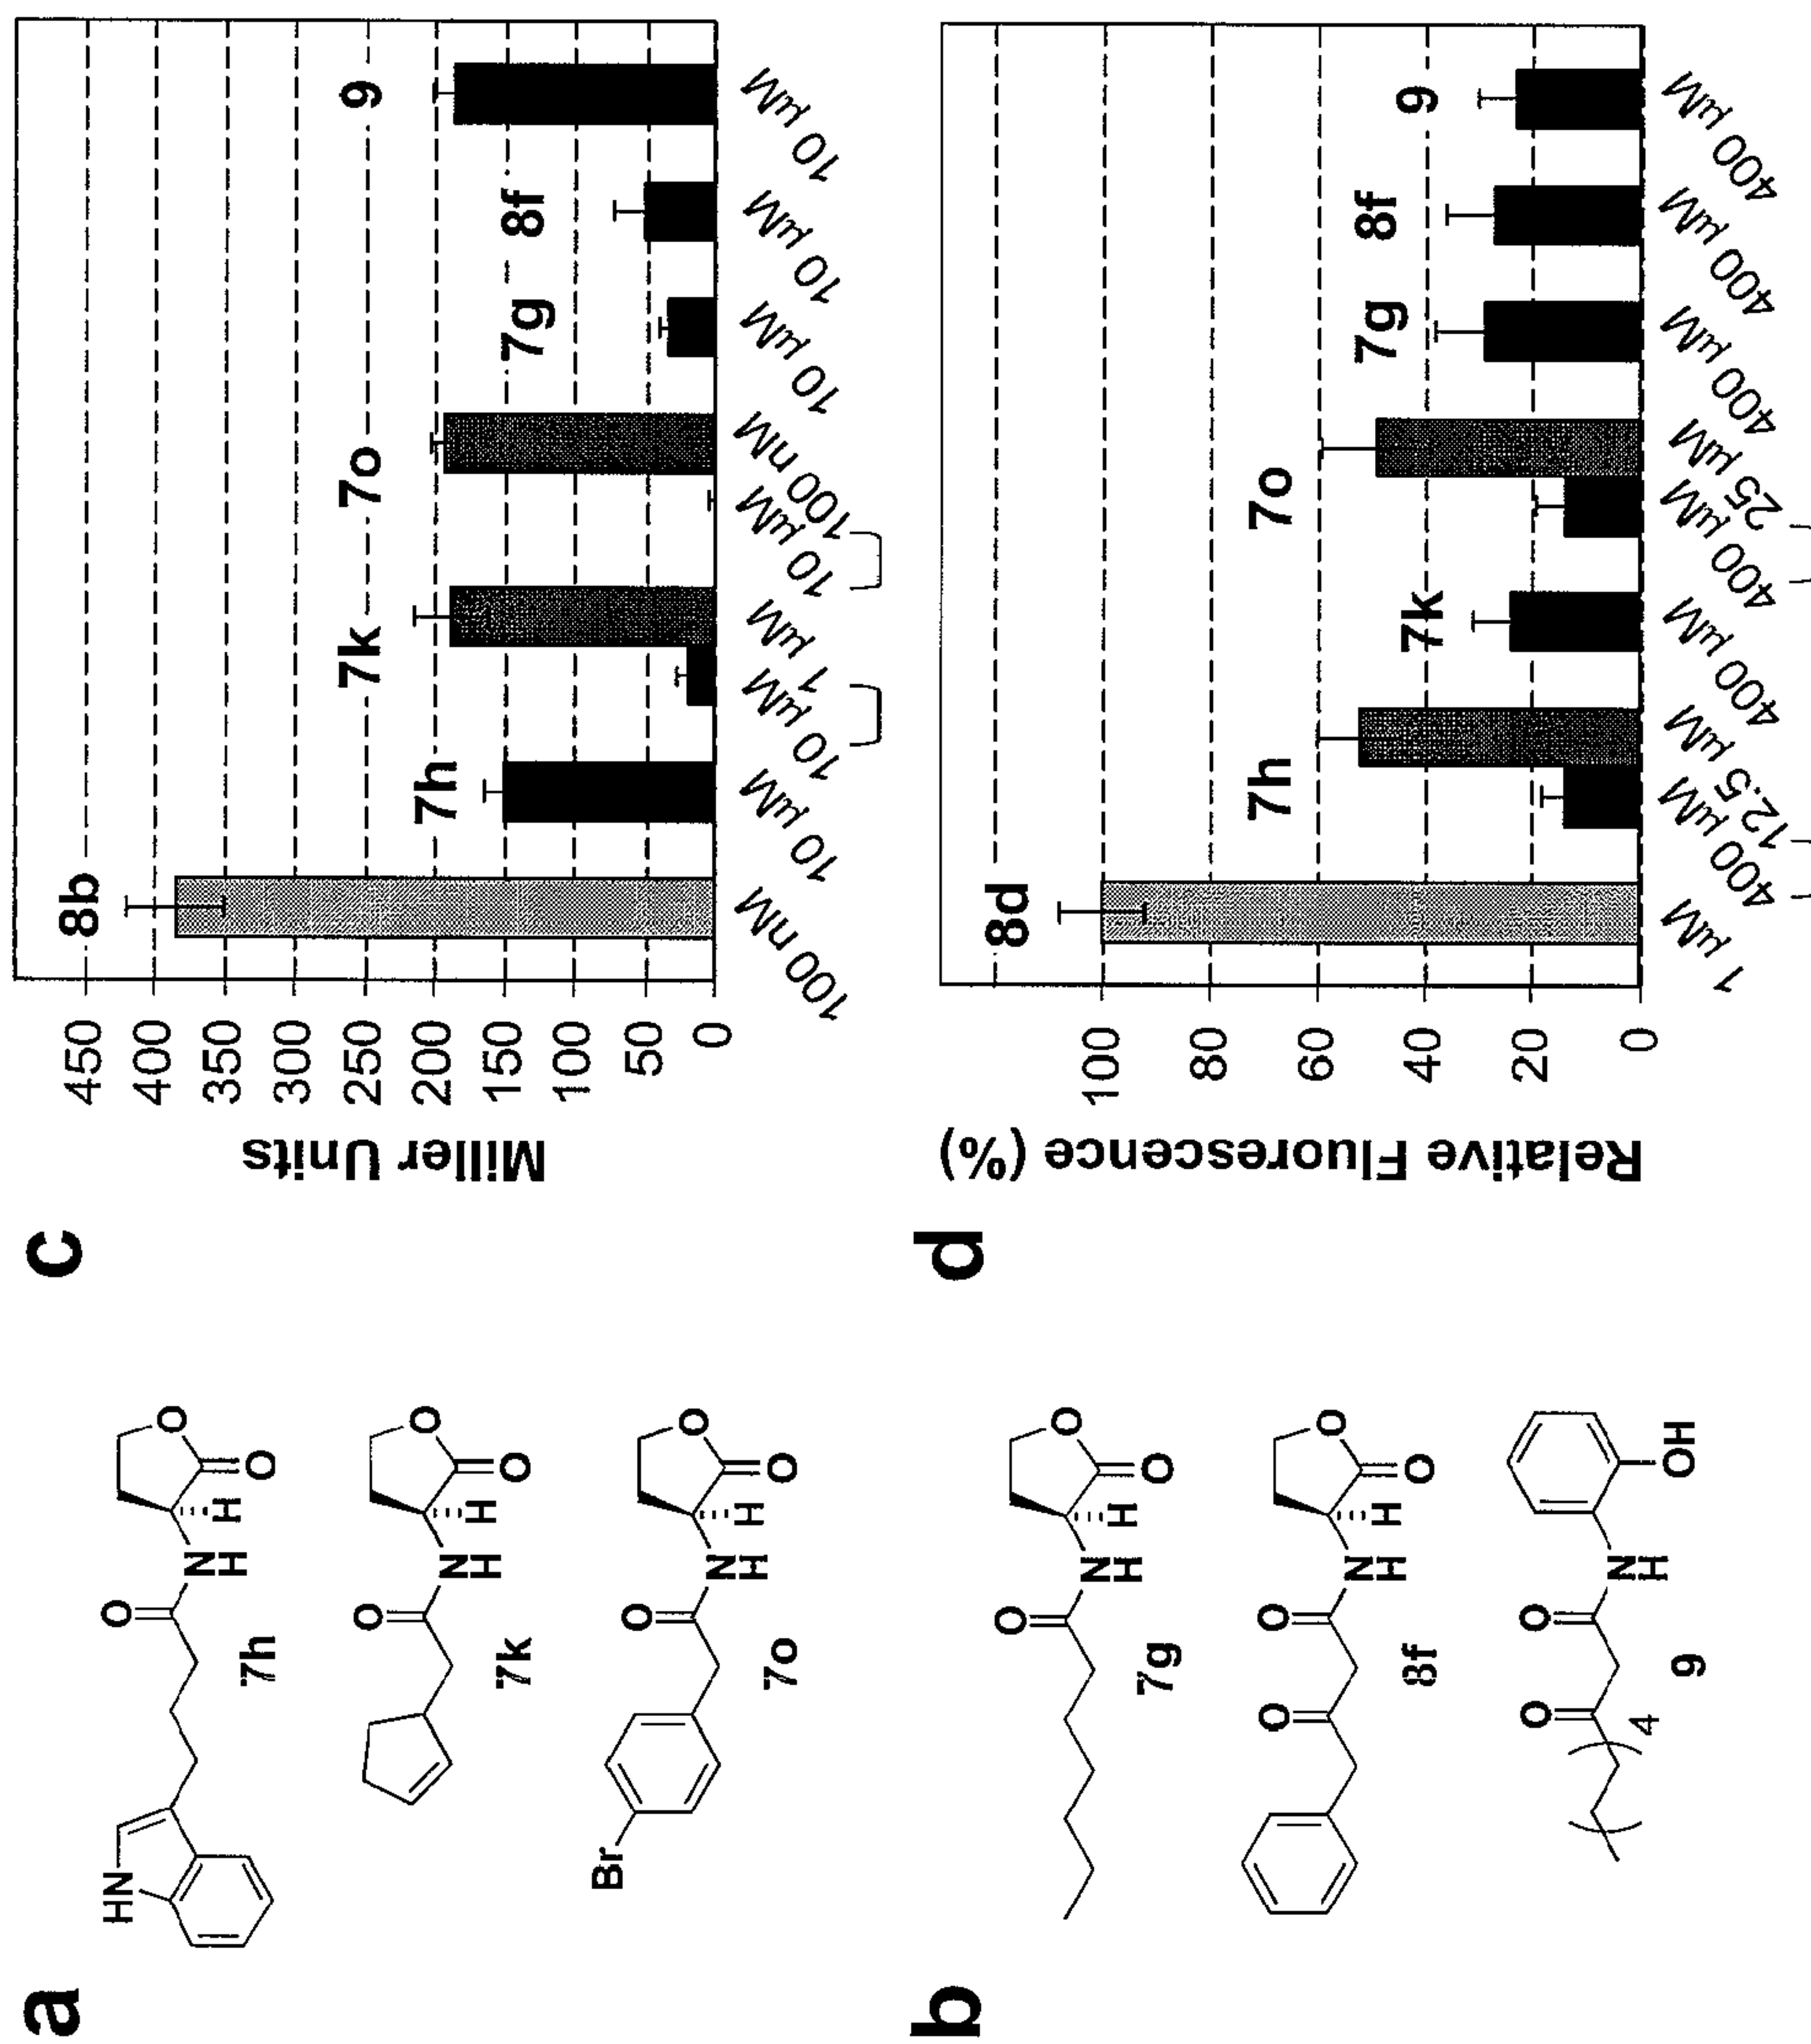 a
HN
O
N
H
H
O
O
7h
O
N
H
H
O
O
7k
Br
O
N
H
H
O
O
7o
b
O
N
H
H
O
O
7g
O
O
N
H
H
O
O
8f
O
O
N
H
OH
4
9
c
Miller Units
450
400
350
300
250
200
150
100
50
0
8b
7h
7k
7o
7g
8f
9
100 nM
10 µM
10 µM
1 µM
10 µM
100 nM
10 µM
10 µM
10 µM
d
Relative Fluorescence (%)
100
80
60
40
20
0
8d
7h
7k
7o
7g
8f
9
1 µM
400 µM
12.5 µM
400 µM
400 µM
25 µM
400 µM
400 µM
400 µM